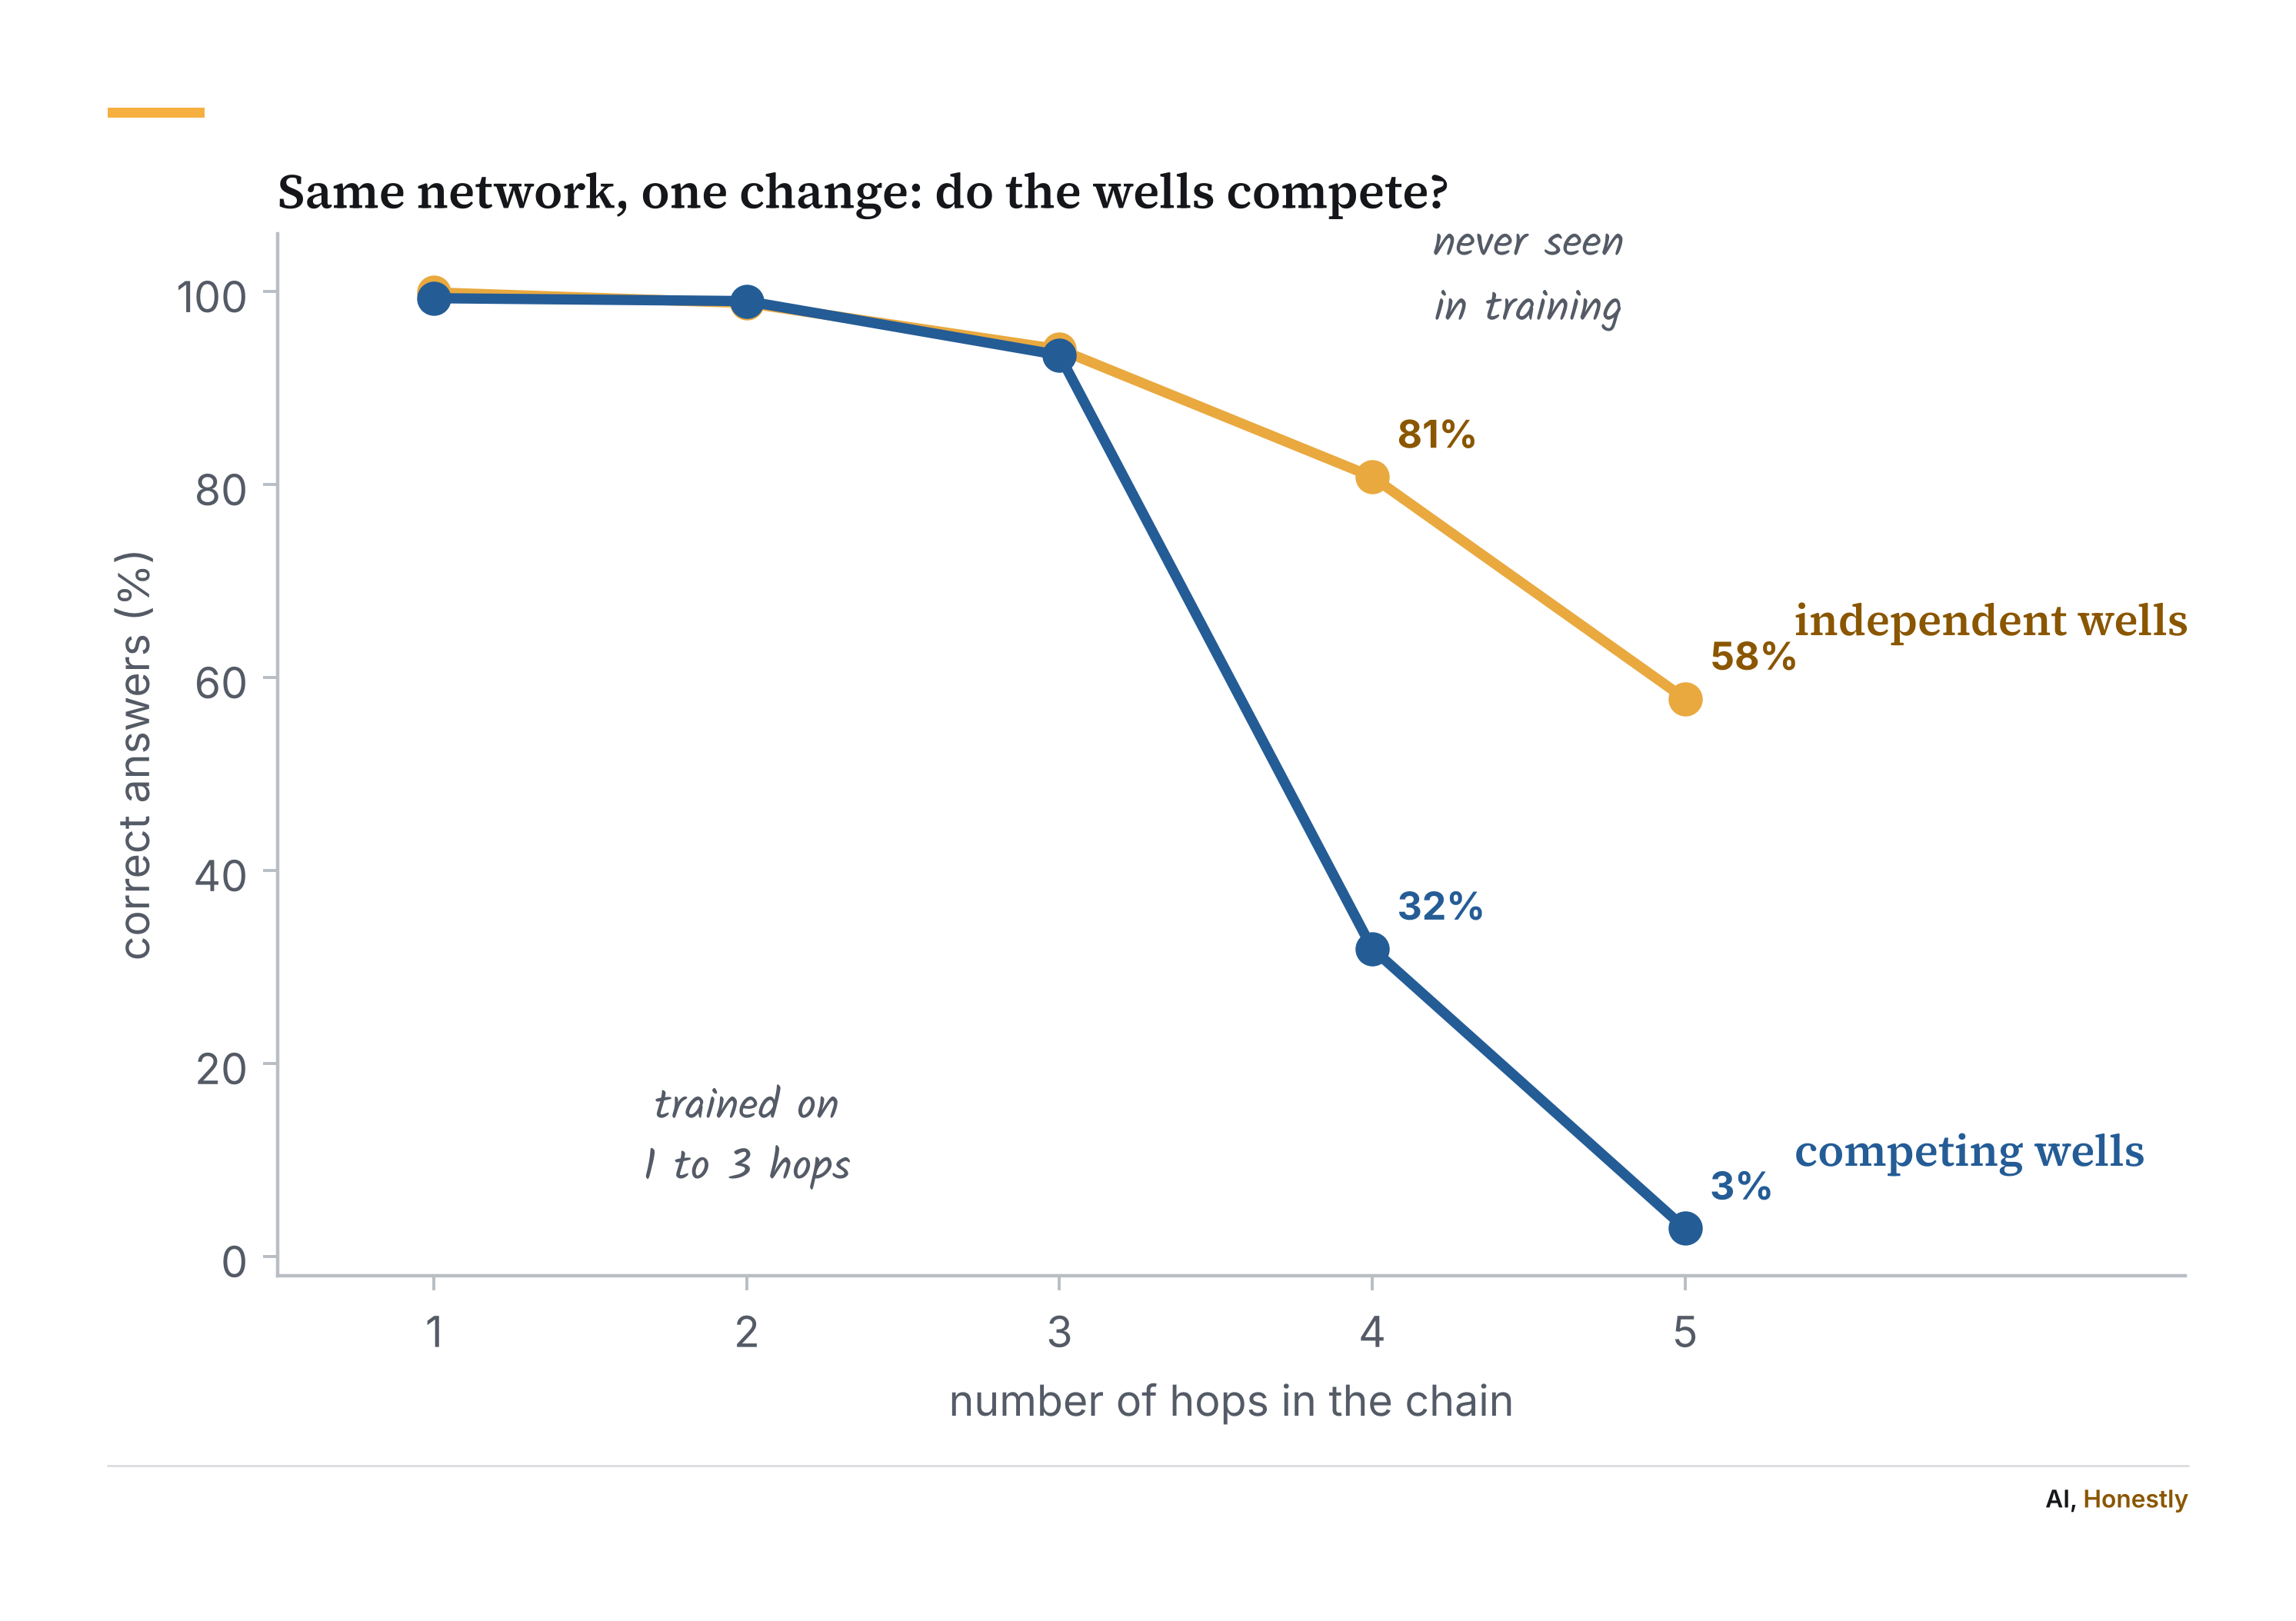 Same network, one change: do the wells compete?
never seen
in training
100
80
60
40
20
0
correct answers (%)
81%
58%
independent wells
32%
3%
competing wells
trained on
1 to 3 hops
1
2
3
4
5
number of hops in the chain
AI, Honestly